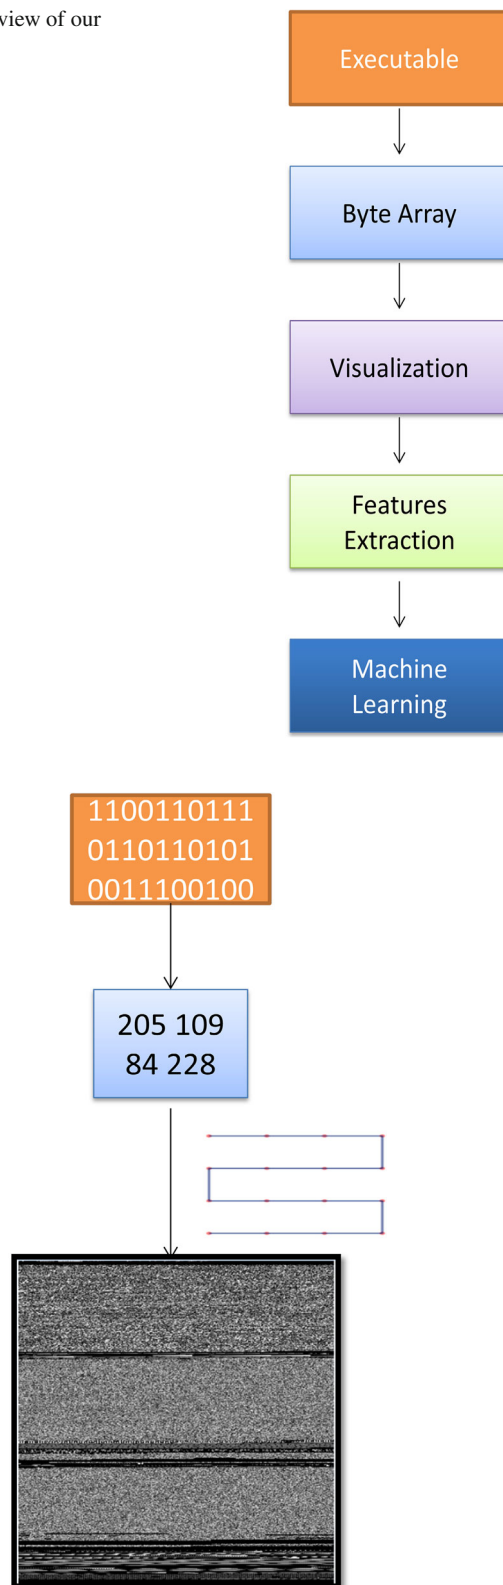 view of our
Executable
Byte Array
Visualization
Features
Extraction
Machine
Learning
1100110111
0110110101
0011100100
205 109
84 228